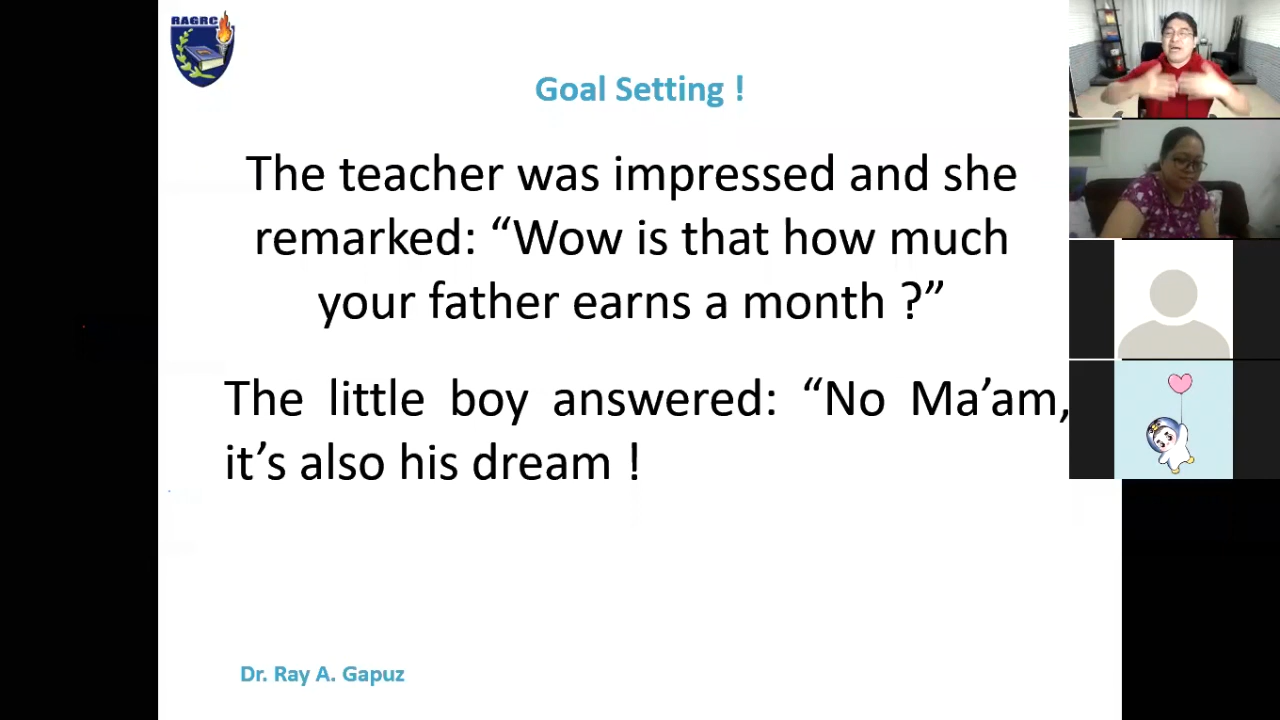 RAGRC
Goal Setting !
The teacher was impressed and she
remarked: “Wow is that how much
your father earns a month ?”
The little boy answered: “No Ma’am,
it’s also his dream !
Dr. Ray A. Gapuz